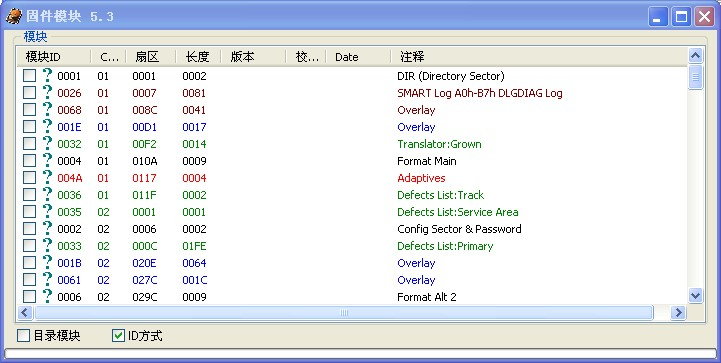 固件模块 5.3
模块
模块ID C... 扇区 长度 版本 校... Date 注释
? 0001 01 0001 0002 DIR (Directory Sector)
? 0026 01 0007 0081 SMART Log A0h-B7h DLGDIAG Log
? 0068 01 008C 0041 Overlay
? 001E 01 00D1 0017 Overlay
? 0032 01 00F2 0014 Translator:Grown
? 0004 01 010A 0009 Format Main
? 004A 01 0117 0004 Adaptives
? 0036 01 011F 0002 Defects List:Track
? 0035 02 0001 0001 Defects List:Service Area
? 0002 02 0006 0002 Config Sector & Password
? 0033 02 000C 01FE Defects List:Primary
? 001B 02 020E 0064 Overlay
? 0061 02 027C 001C Overlay
? 0006 02 029C 0009 Format Alt 2
目录模块 ID方式